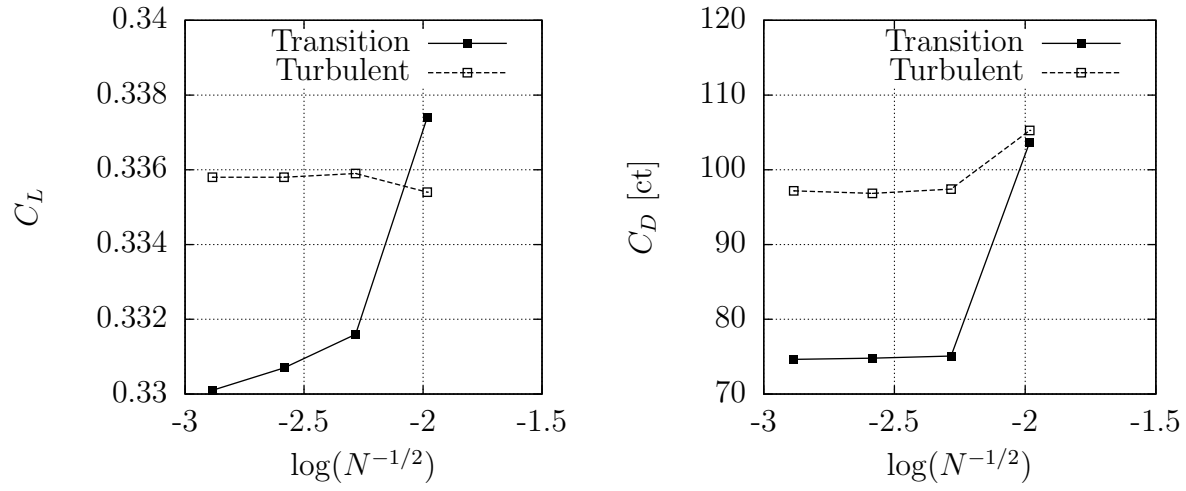 0.34
0.338
0.336
0.334
0.332
0.33
-3 -2.5 -2 -1.5
C_L
log(N^{-1/2})
Transition
Turbulent
120
110
100
90
80
70
-3 -2.5 -2 -1.5
C_D [ct]
log(N^{-1/2})
Transition
Turbulent